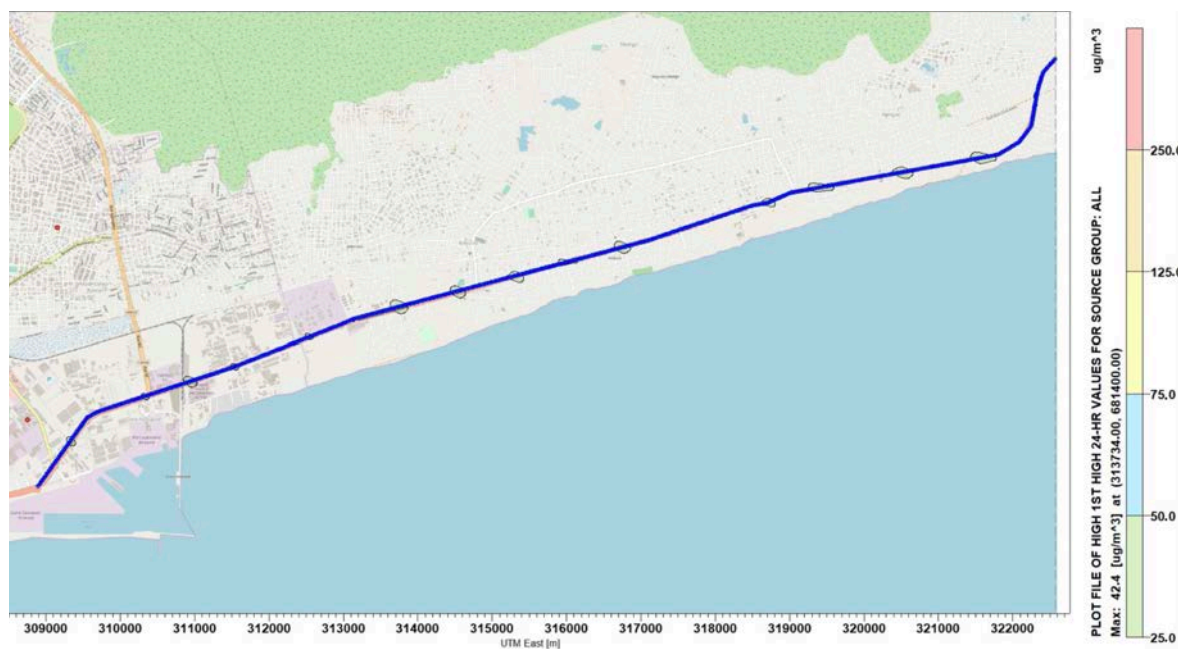 309000 310000 311000 312000 313000 314000 315000 316000 317000 318000 319000 320000 321000 322000
UTM East [m]
PLOT FILE OF HIGH 1ST HIGH 24-HR VALUES FOR SOURCE GROUP: ALL
ug/m^3
Max: 42.4 [ug/m^3] at (313734.00, 681400.00)
250.0
125.0
75.0
50.0
25.0